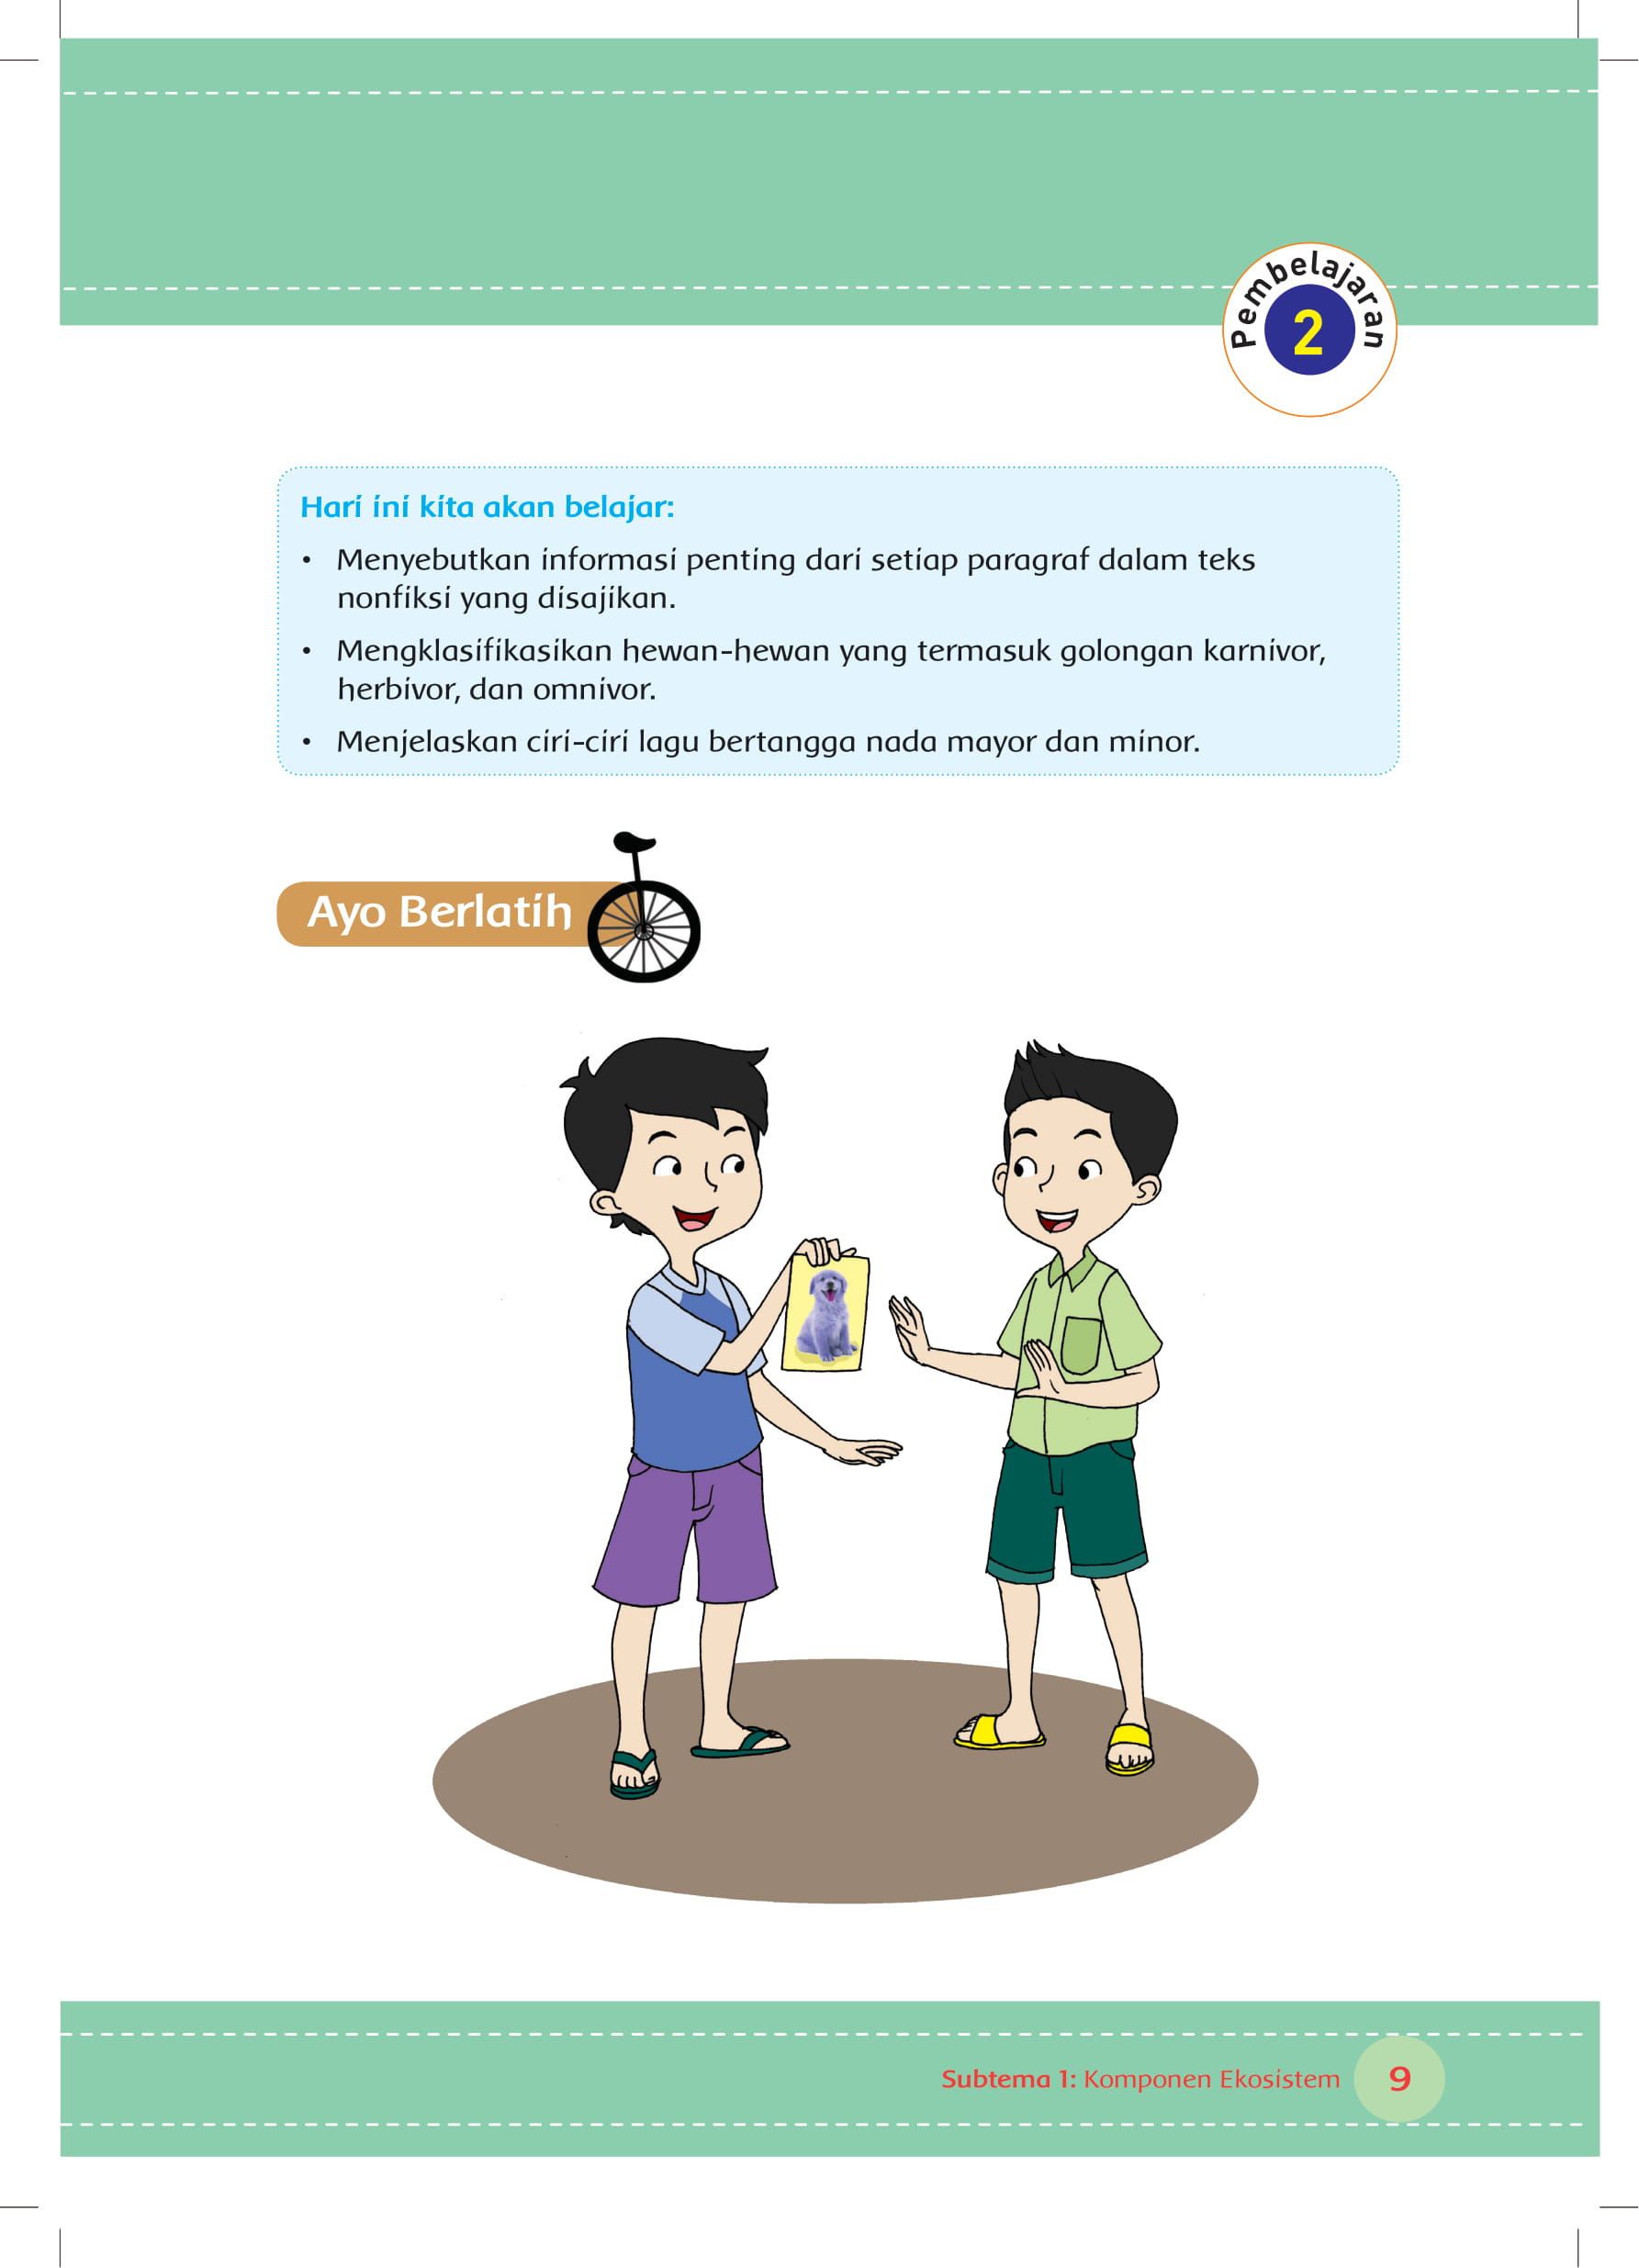 Pembelajaran
2
Hari ini kita akan belajar:
• Menyebutkan informasi penting dari setiap paragraf dalam teks
nonfiksi yang disajikan.
• Mengklasifikasikan hewan-hewan yang termasuk golongan karnivor,
herbivor, dan omnivor.
• Menjelaskan ciri-ciri lagu bertangga nada mayor dan minor.
Ayo Berlatih
Subtema 1: Komponen Ekosistem 9